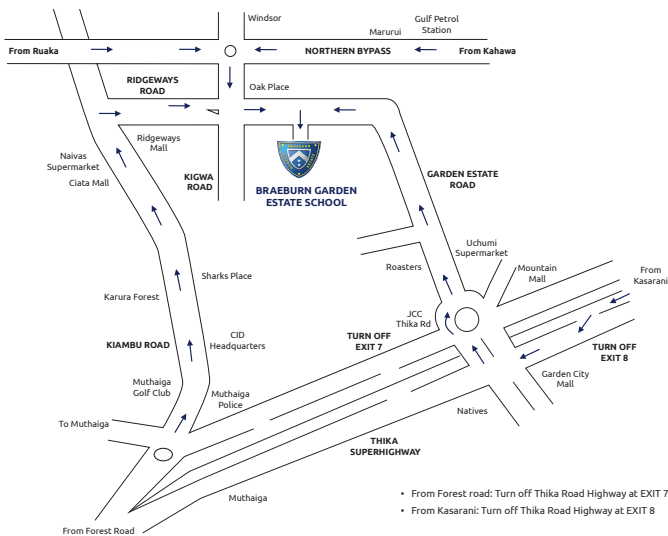 Windsor
Gulf Petrol
Station
Marurui
From Ruaka
NORTHERN BYPASS
From Kahawa
RIDGEWAYS
ROAD
Oak Place
Ridgeways
Mall
Naivas
Supermarket
Ciata Mall
KIGWA
ROAD
BRAEBURN GARDEN
ESTATE SCHOOL
GARDEN ESTATE
ROAD
Uchumi
Supermarket
Roasters
Mountain
Mall
From
Kasarani
Sharks Place
Karura Forest
JCC
Thika Rd
KIAMBU ROAD
CID
Headquarters
TURN OFF
EXIT 7
TURN OFF
EXIT 8
Garden City
Mall
Muthaiga
Golf Club
Muthaiga
Police
Natives
To Muthaiga
THIKA
SUPERHIGHWAY
Muthaiga
From Forest Road
• From Forest road: Turn off Thika Road Highway at EXIT 7
• From Kasarani: Turn off Thika Road Highway at EXIT 8